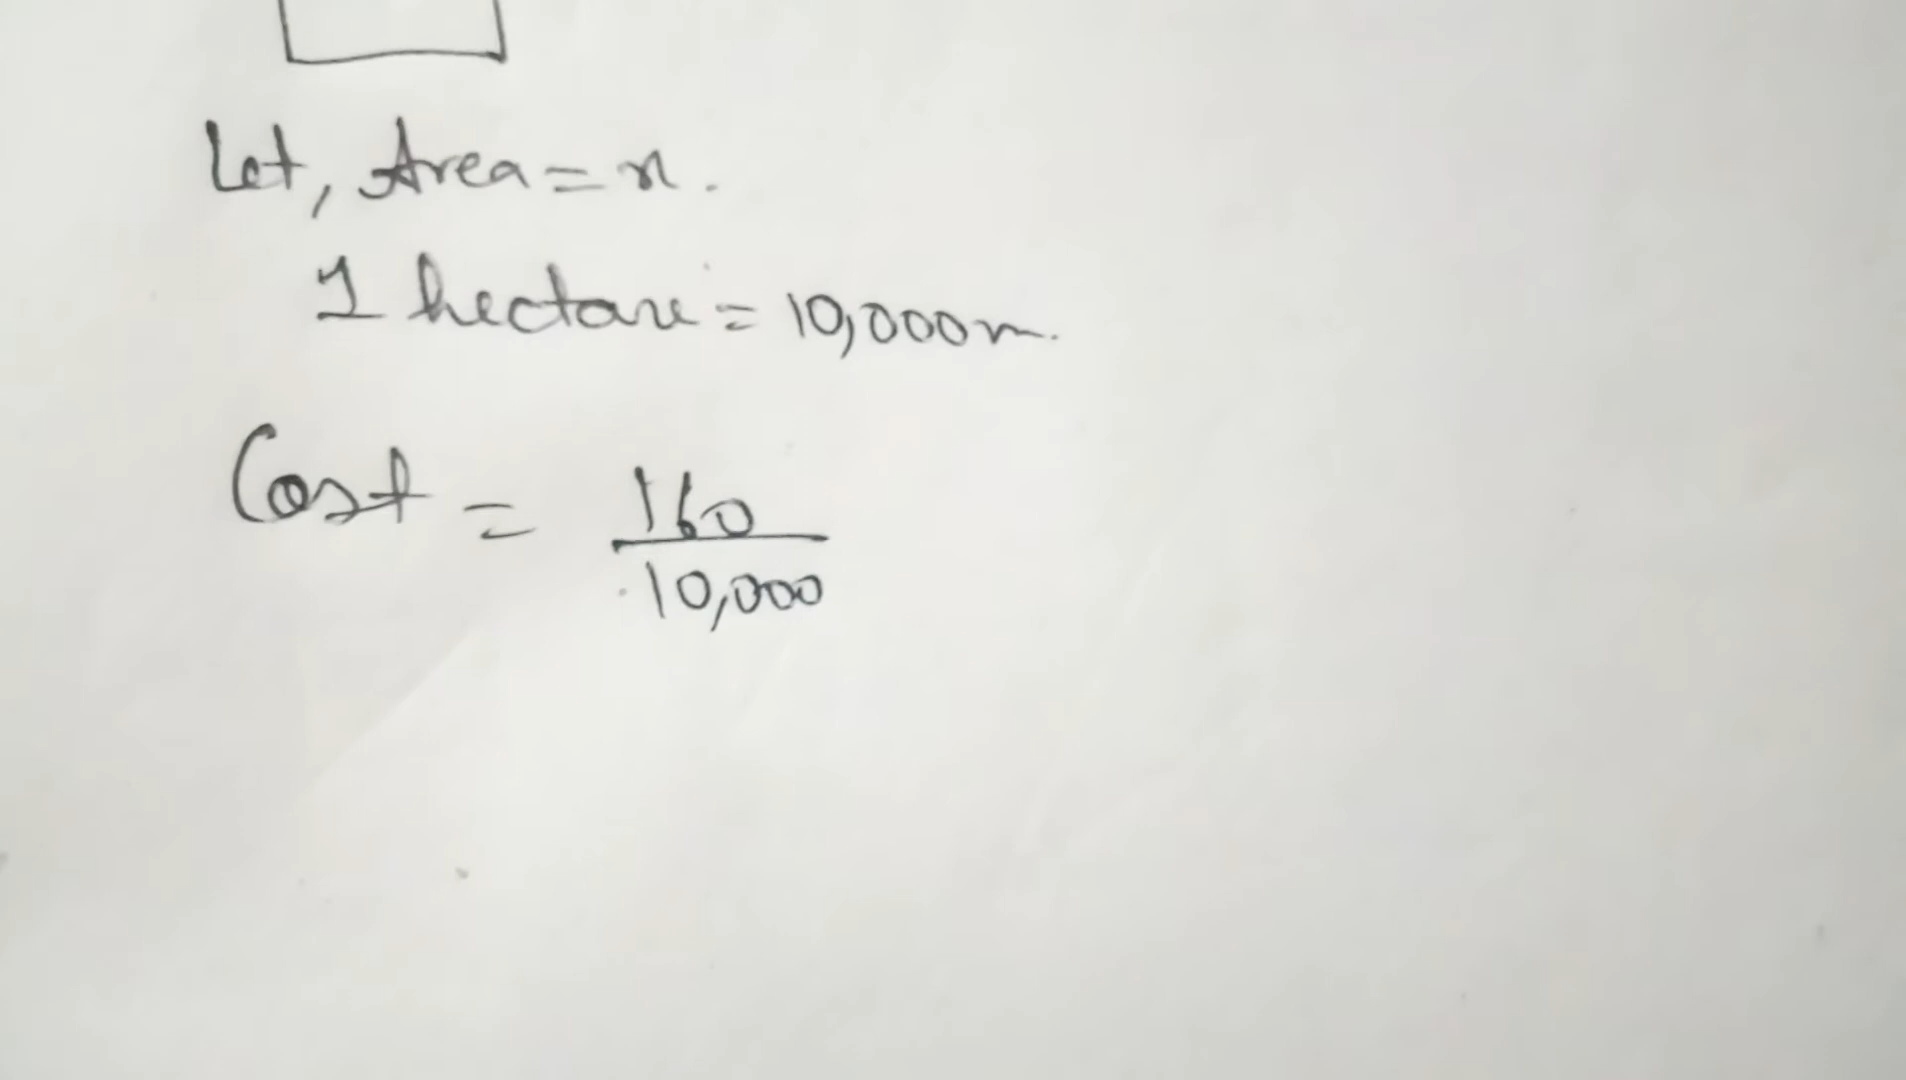 Let, Area = x.
1 hectare = 10,000m.
Cost = 160
10,000